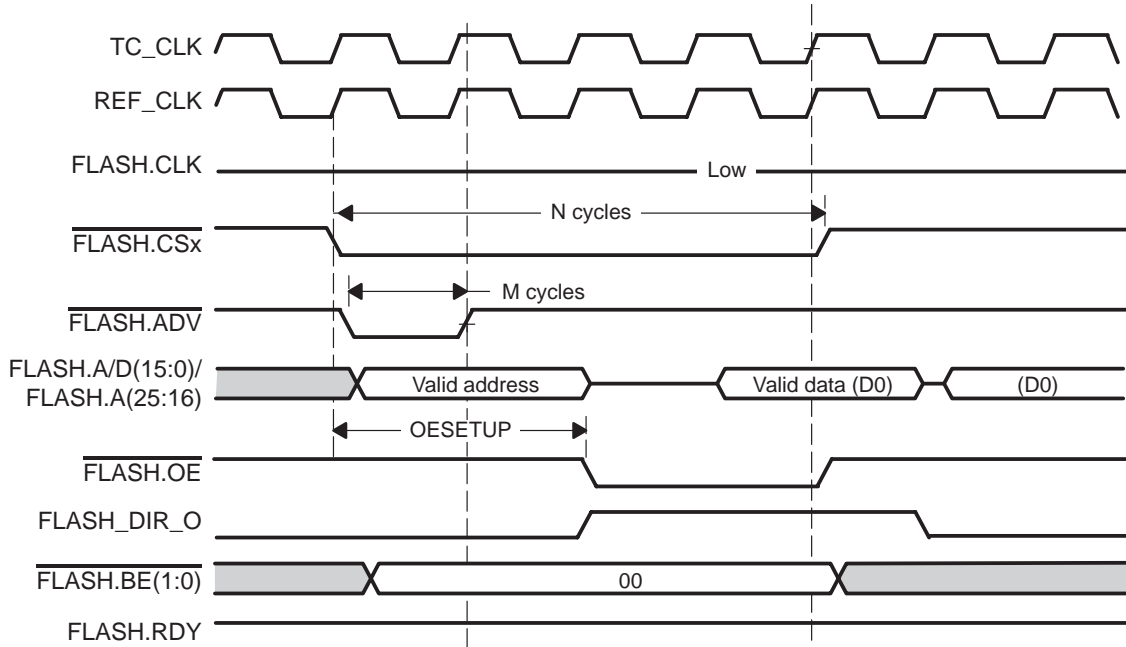 TC_CLK
REF_CLK
FLASH.CLK
Low
N cycles
FLASH.CSx
M cycles
FLASH.ADV
FLASH.A/D(15:0)/
FLASH.A(25:16)
Valid address
Valid data (D0)
(D0)
OESETUP
FLASH.OE
FLASH_DIR_O
FLASH.BE(1:0)
00
FLASH.RDY